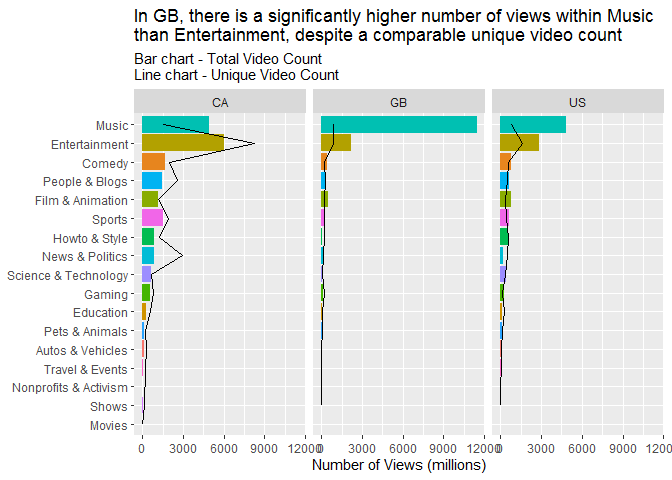 In GB, there is a significantly higher number of views within Music
than Entertainment, despite a comparable unique video count
Bar chart - Total Video Count
Line chart - Unique Video Count
CA GB US
Music
Entertainment
Comedy
People & Blogs
Film & Animation
Sports
Howto & Style
News & Politics
Science & Technology
Gaming
Education
Pets & Animals
Autos & Vehicles
Travel & Events
Nonprofits & Activism
Shows
Movies
0 3000 6000 9000 12000 0 3000 6000 9000 12000 0 3000 6000 9000 12000
Number of Views (millions)